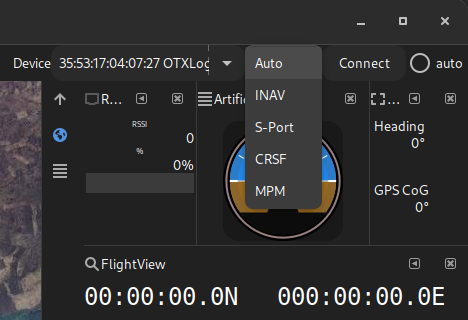 Device 35:53:17:04:07:27 OTXLog Connect auto
Auto
INAV
S-Port
CRSF
MPM
R...
Artific
...
RSSI
0
%
0%
Heading
0°
GPS CoG
0°
FlightView
00:00:00.0N 000:00:00.0E